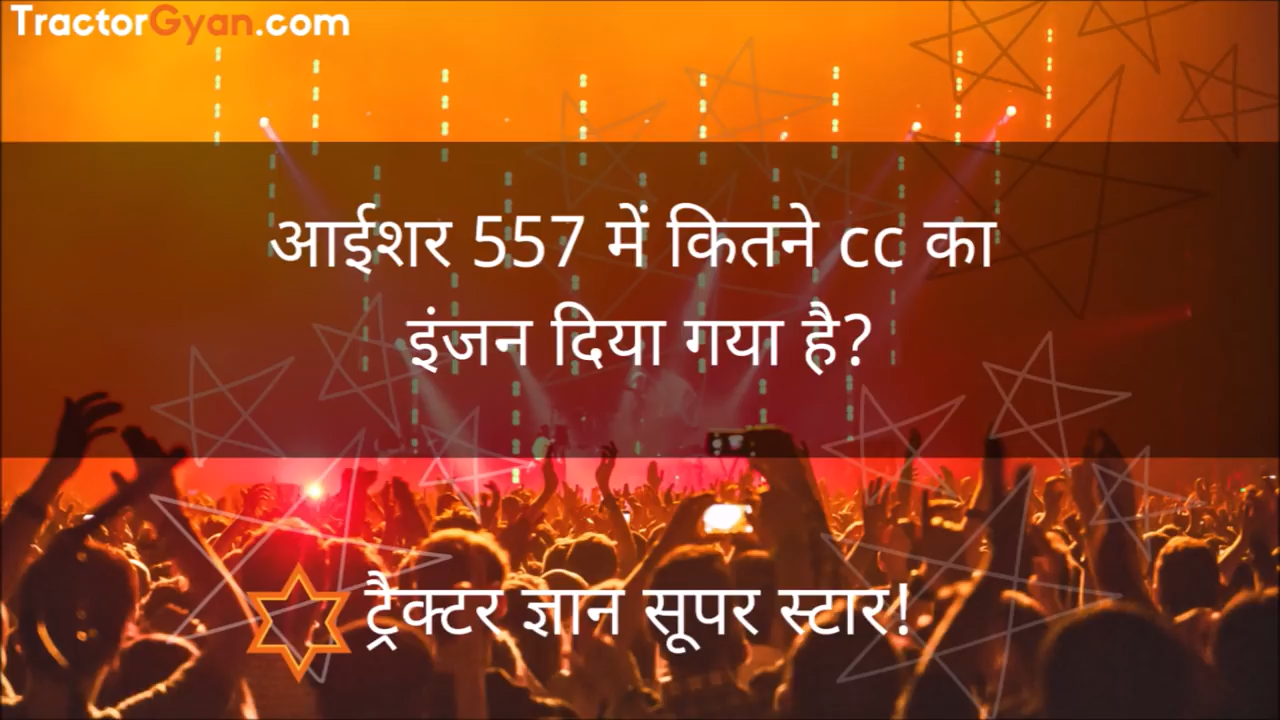 TractorGyan.com
आईशर 557 में कितने cc का
इंजन दिया गया है?
ट्रैक्टर ज्ञान सूपर स्टार!